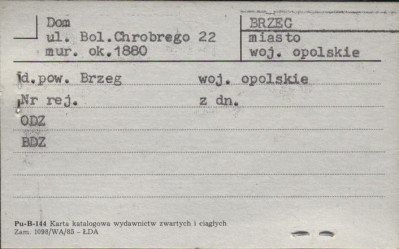 Dom
ul. Bol.Chrobrego 22
mur. ok.1880
BRZEG
miasto
woj. opolskie
d.pow. Brzeg woj. opolskie
Nr rej. z dn.
ODZ
BDZ
Pu-B-144 Karta katalogowa wydawnictw zwartych i ciągłych
Zam. 1098/WA/85 - ŁDA